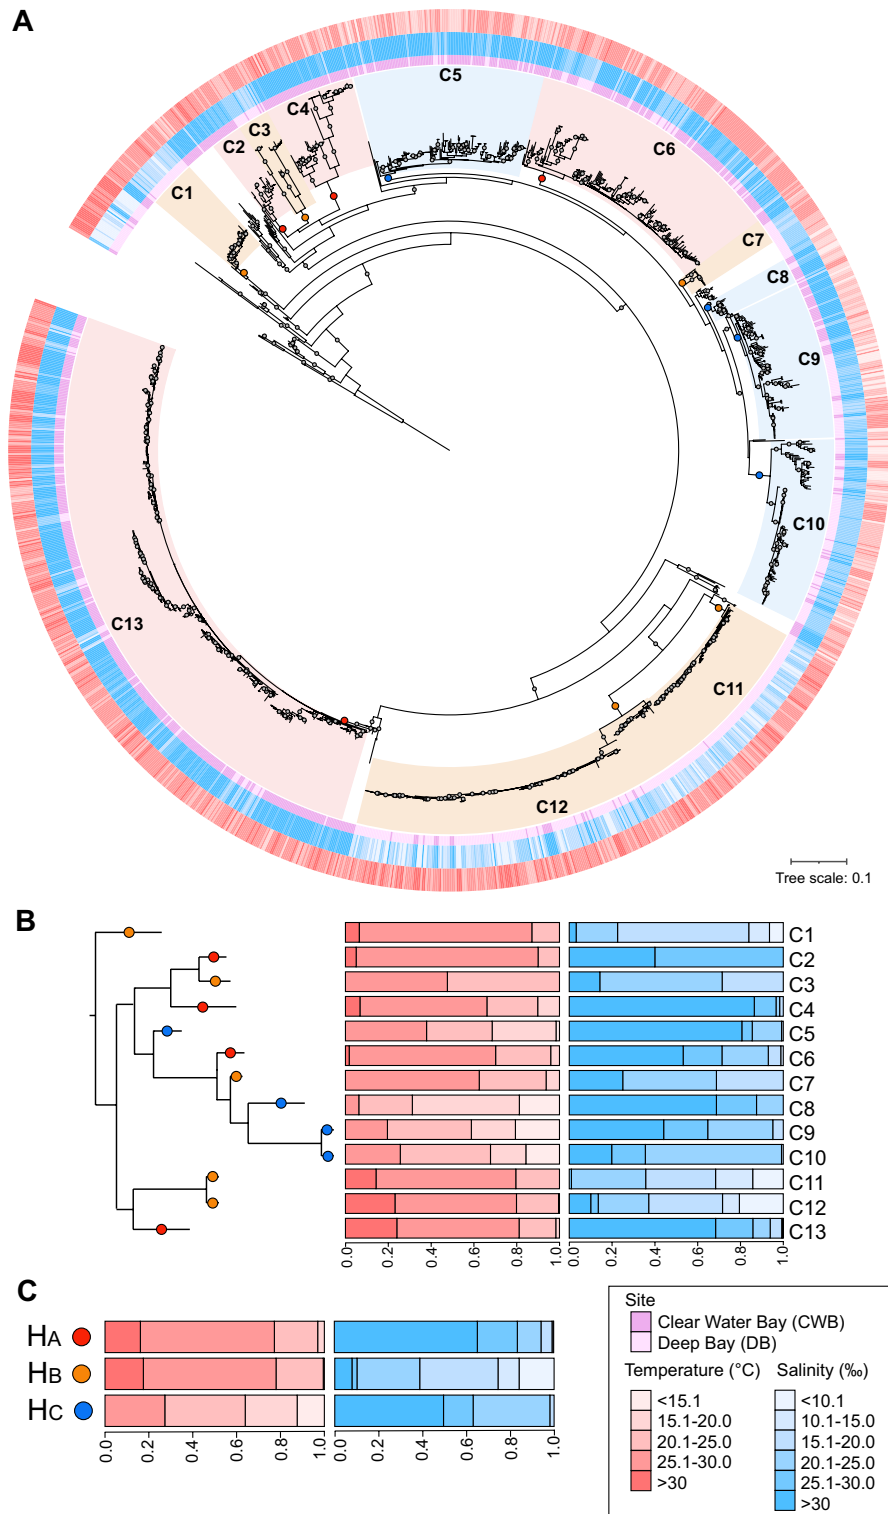 A
C1
C2
C3
C4
C5
C6
C7
C8
C9
C10
C11
C12
C13
Tree scale: 0.1
B
C1
C2
C3
C4
C5
C6
C7
C8
C9
C10
C11
C12
C13
0.0 0.2 0.4 0.6 0.8 1.0 0.0 0.2 0.4 0.6 0.8 1.0
C
HA
HB
HC
0.0 0.2 0.4 0.6 0.8 1.0 0.0 0.2 0.4 0.6 0.8 1.0
Site
Clear Water Bay (CWB)
Deep Bay (DB)
Temperature (°C) Salinity (‰)
<15.1 <10.1
15.1-20.0 10.1-15.0
20.1-25.0 15.1-20.0
25.1-30.0 20.1-25.0
>30 25.1-30.0
>30